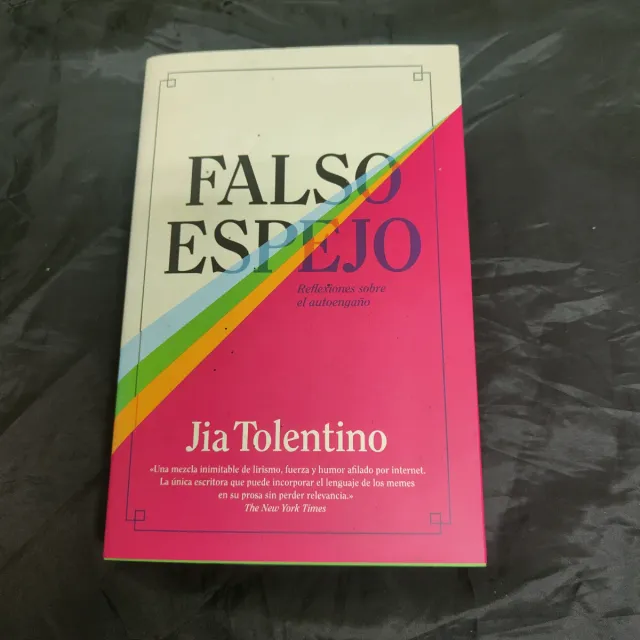 FALSO
ESPEJO
Reflexiones sobre
el autoengaño
Jia Tolentino
«Una mezcla inimitable de lirismo, fuerza y humor afilado por internet.
La única escritora que puede incorporar el lenguaje de los memes
en su prosa sin perder relevancia.»
The New York Times